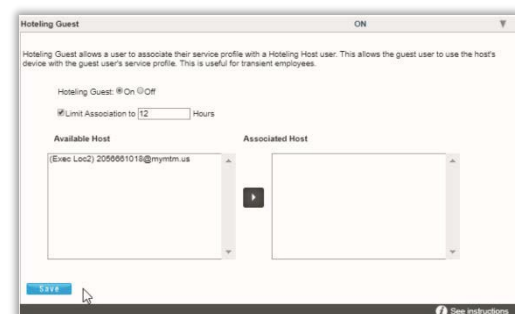 Hoteling Guest ON
Hoteling Guest allows a user to associate their service profile with a Hoteling Host user. This allows the guest user to use the host's
device with the guest user's service profile. This is useful for transient employees.
Hoteling Guest: On Off
Limit Association to 12 Hours
Available Host Associated Host
(Exec Loc2) 2056661018@mymtm.us
Save
See instructions